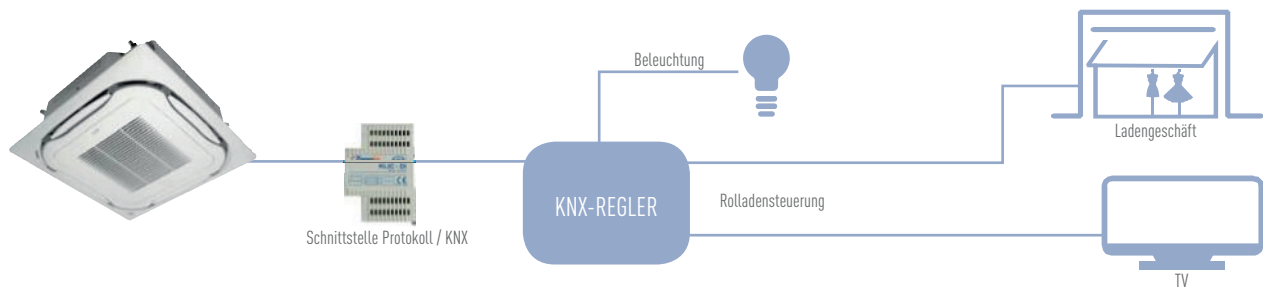 Beleuchtung
Ladengeschäft
KNX-REGLER
Rolladensteuerung
Schnittstelle Protokoll / KNX
TV